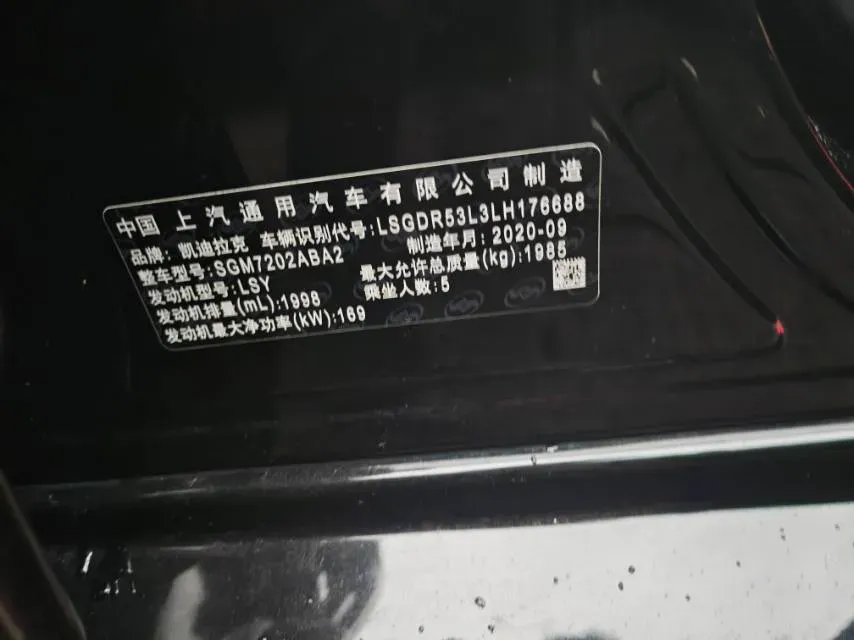 中国 上汽通用汽车有限公司制造
品牌：凯迪拉克 车辆识别代号：LSGDR53L3LH176688
整车型号：SGM7202ABA2 制造年月：2020-09
发动机型号：LSY 最大允许总质量(kg)：1985
发动机排量(mL)：1998 乘坐人数：5
发动机最大净功率(kW)：169